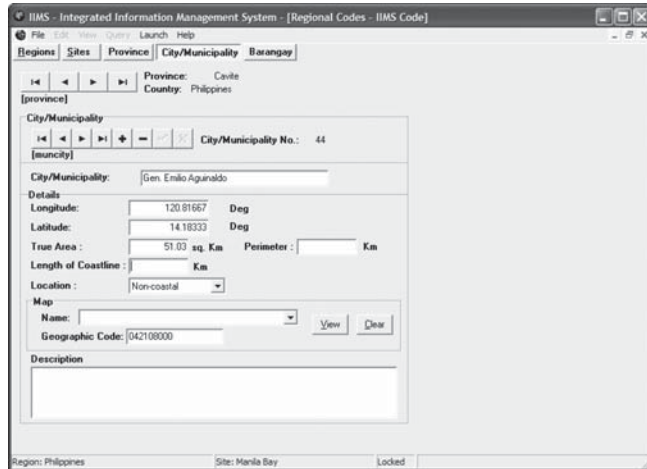 IIMS - Integrated Information Management System - [Regional Codes - IIMS Code]
File Edit View Query Launch Help
Regions Sites Province City/Municipality Barangay
Province: Cavite
Country: Philippines
[province]
City/Municipality
City/Municipality No.: 44
[muncity]
City/Municipality: Gen. Emilio Aguinaldo
Details
Longitude: 120.81667 Deg
Latitude: 14.18333 Deg
True Area : 51.03 sq. Km Perimeter : Km
Length of Coastline : Km
Location : Non-coastal
Map
Name: View Clear
Geographic Code: 042108000
Description
Region: Philippines Site: Manila Bay Locked